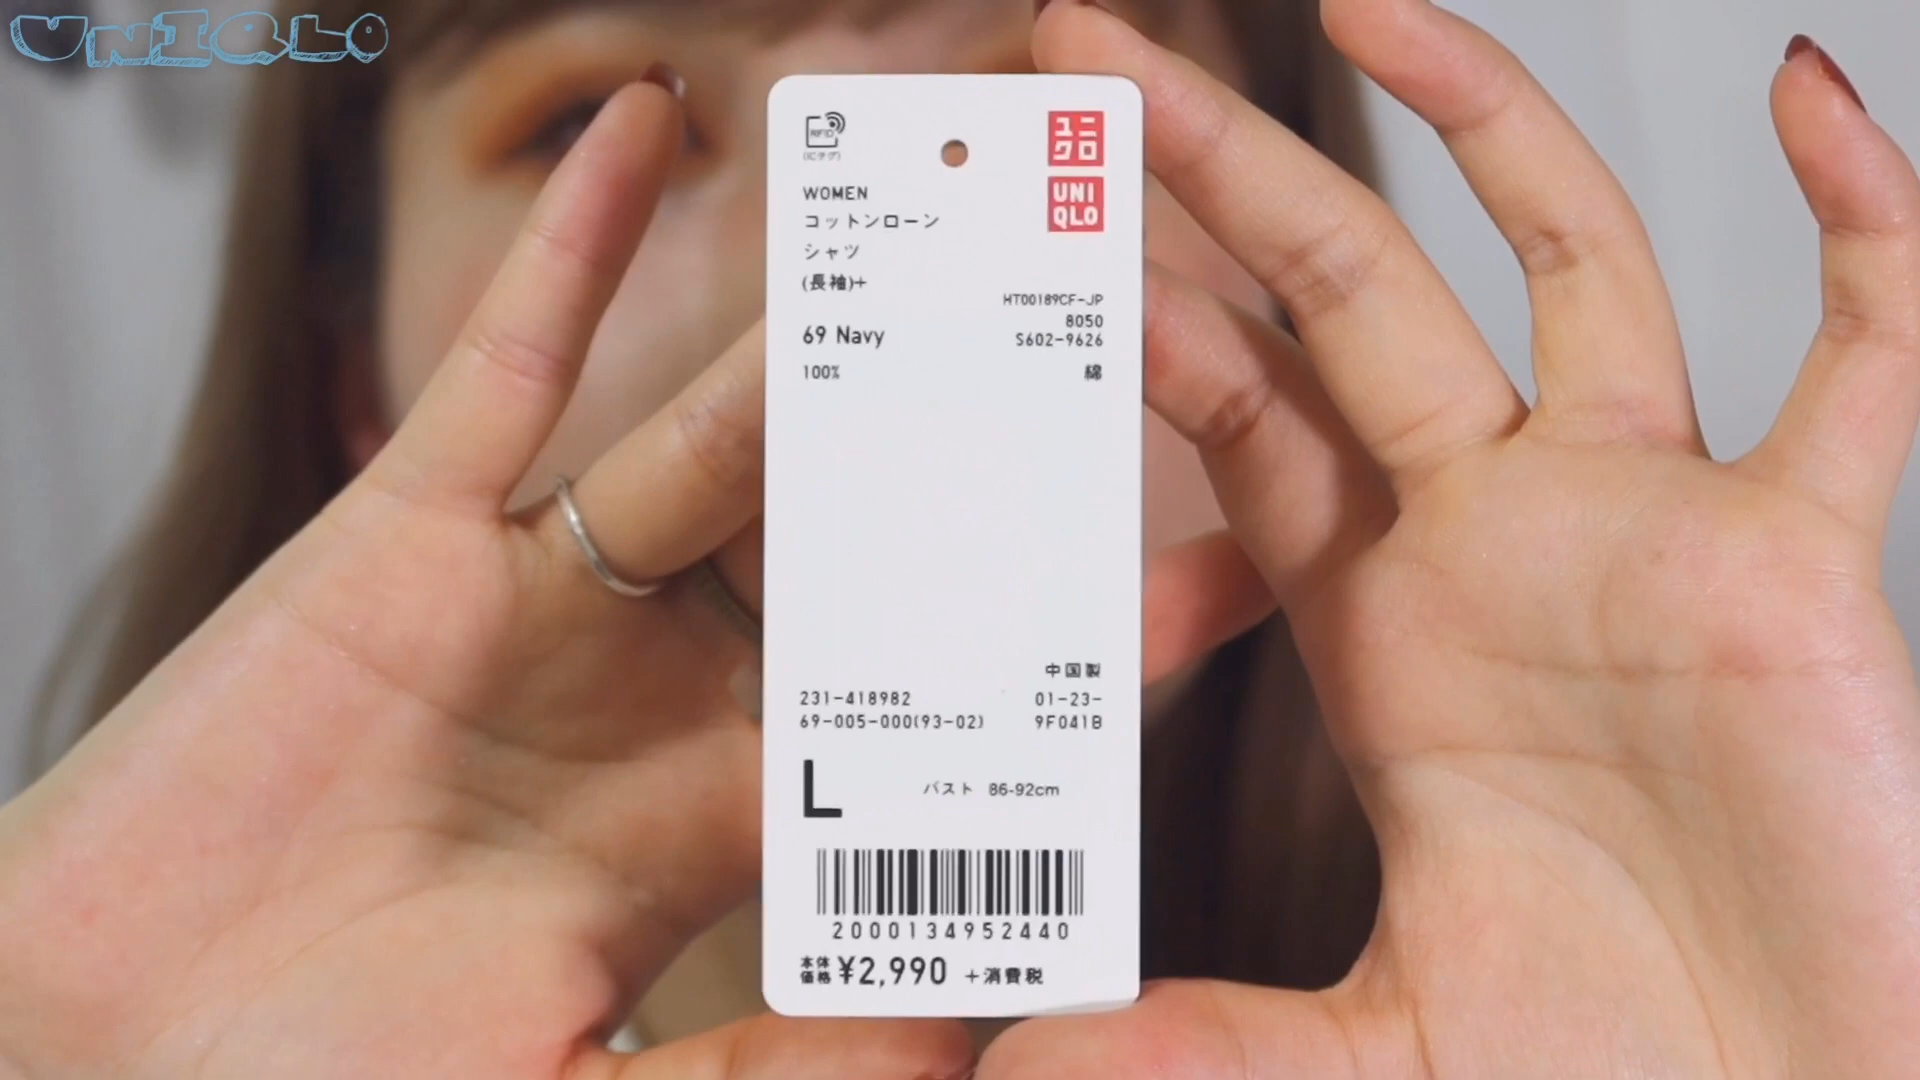 UNIQLO
RFID
(ICタグ)
ユニ
クロ
UNI
QLO
WOMEN
コットンローン
シャツ
(長袖)+
HT00189CF-JP
8050
S602-9626
69 Navy
100% 綿
中国製
231-418982 01-23-
69-005-000(93-02) 9F041B
L バスト 86-92cm
2000134952440
本体価格 ¥2,990 +消費税